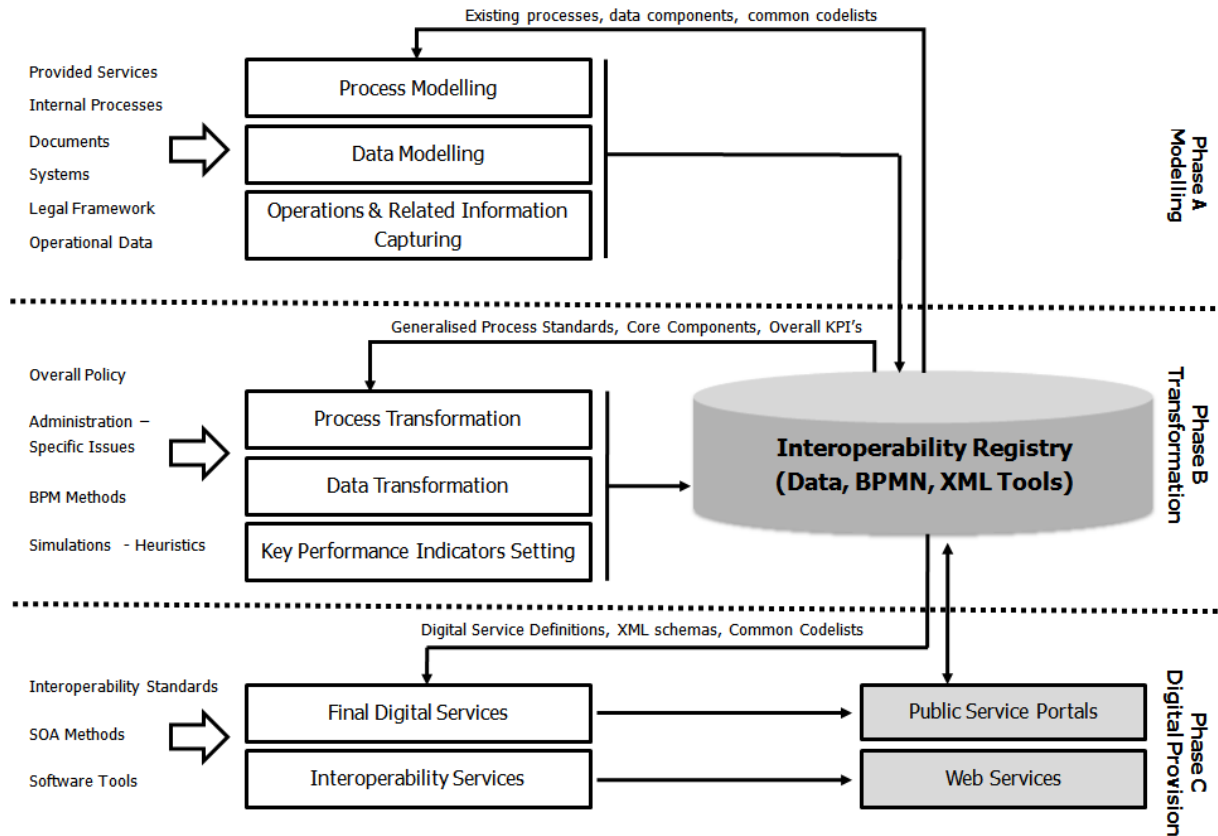 Existing processes, data components, common codelists
Provided Services
Internal Processes
Documents
Systems
Legal Framework
Operational Data
Process Modelling
Data Modelling
Operations & Related Information
Capturing
Phase A
Modelling
Generalised Process Standards, Core Components, Overall KPI's
Overall Policy
Administration –
Specific Issues
BPM Methods
Simulations - Heuristics
Process Transformation
Data Transformation
Key Performance Indicators Setting
Interoperability Registry
(Data, BPMN, XML Tools)
Phase B
Transformation
Digital Service Definitions, XML schemas, Common Codelists
Interoperability Standards
SOA Methods
Software Tools
Final Digital Services
Interoperability Services
Public Service Portals
Web Services
Phase C
Digital Provision